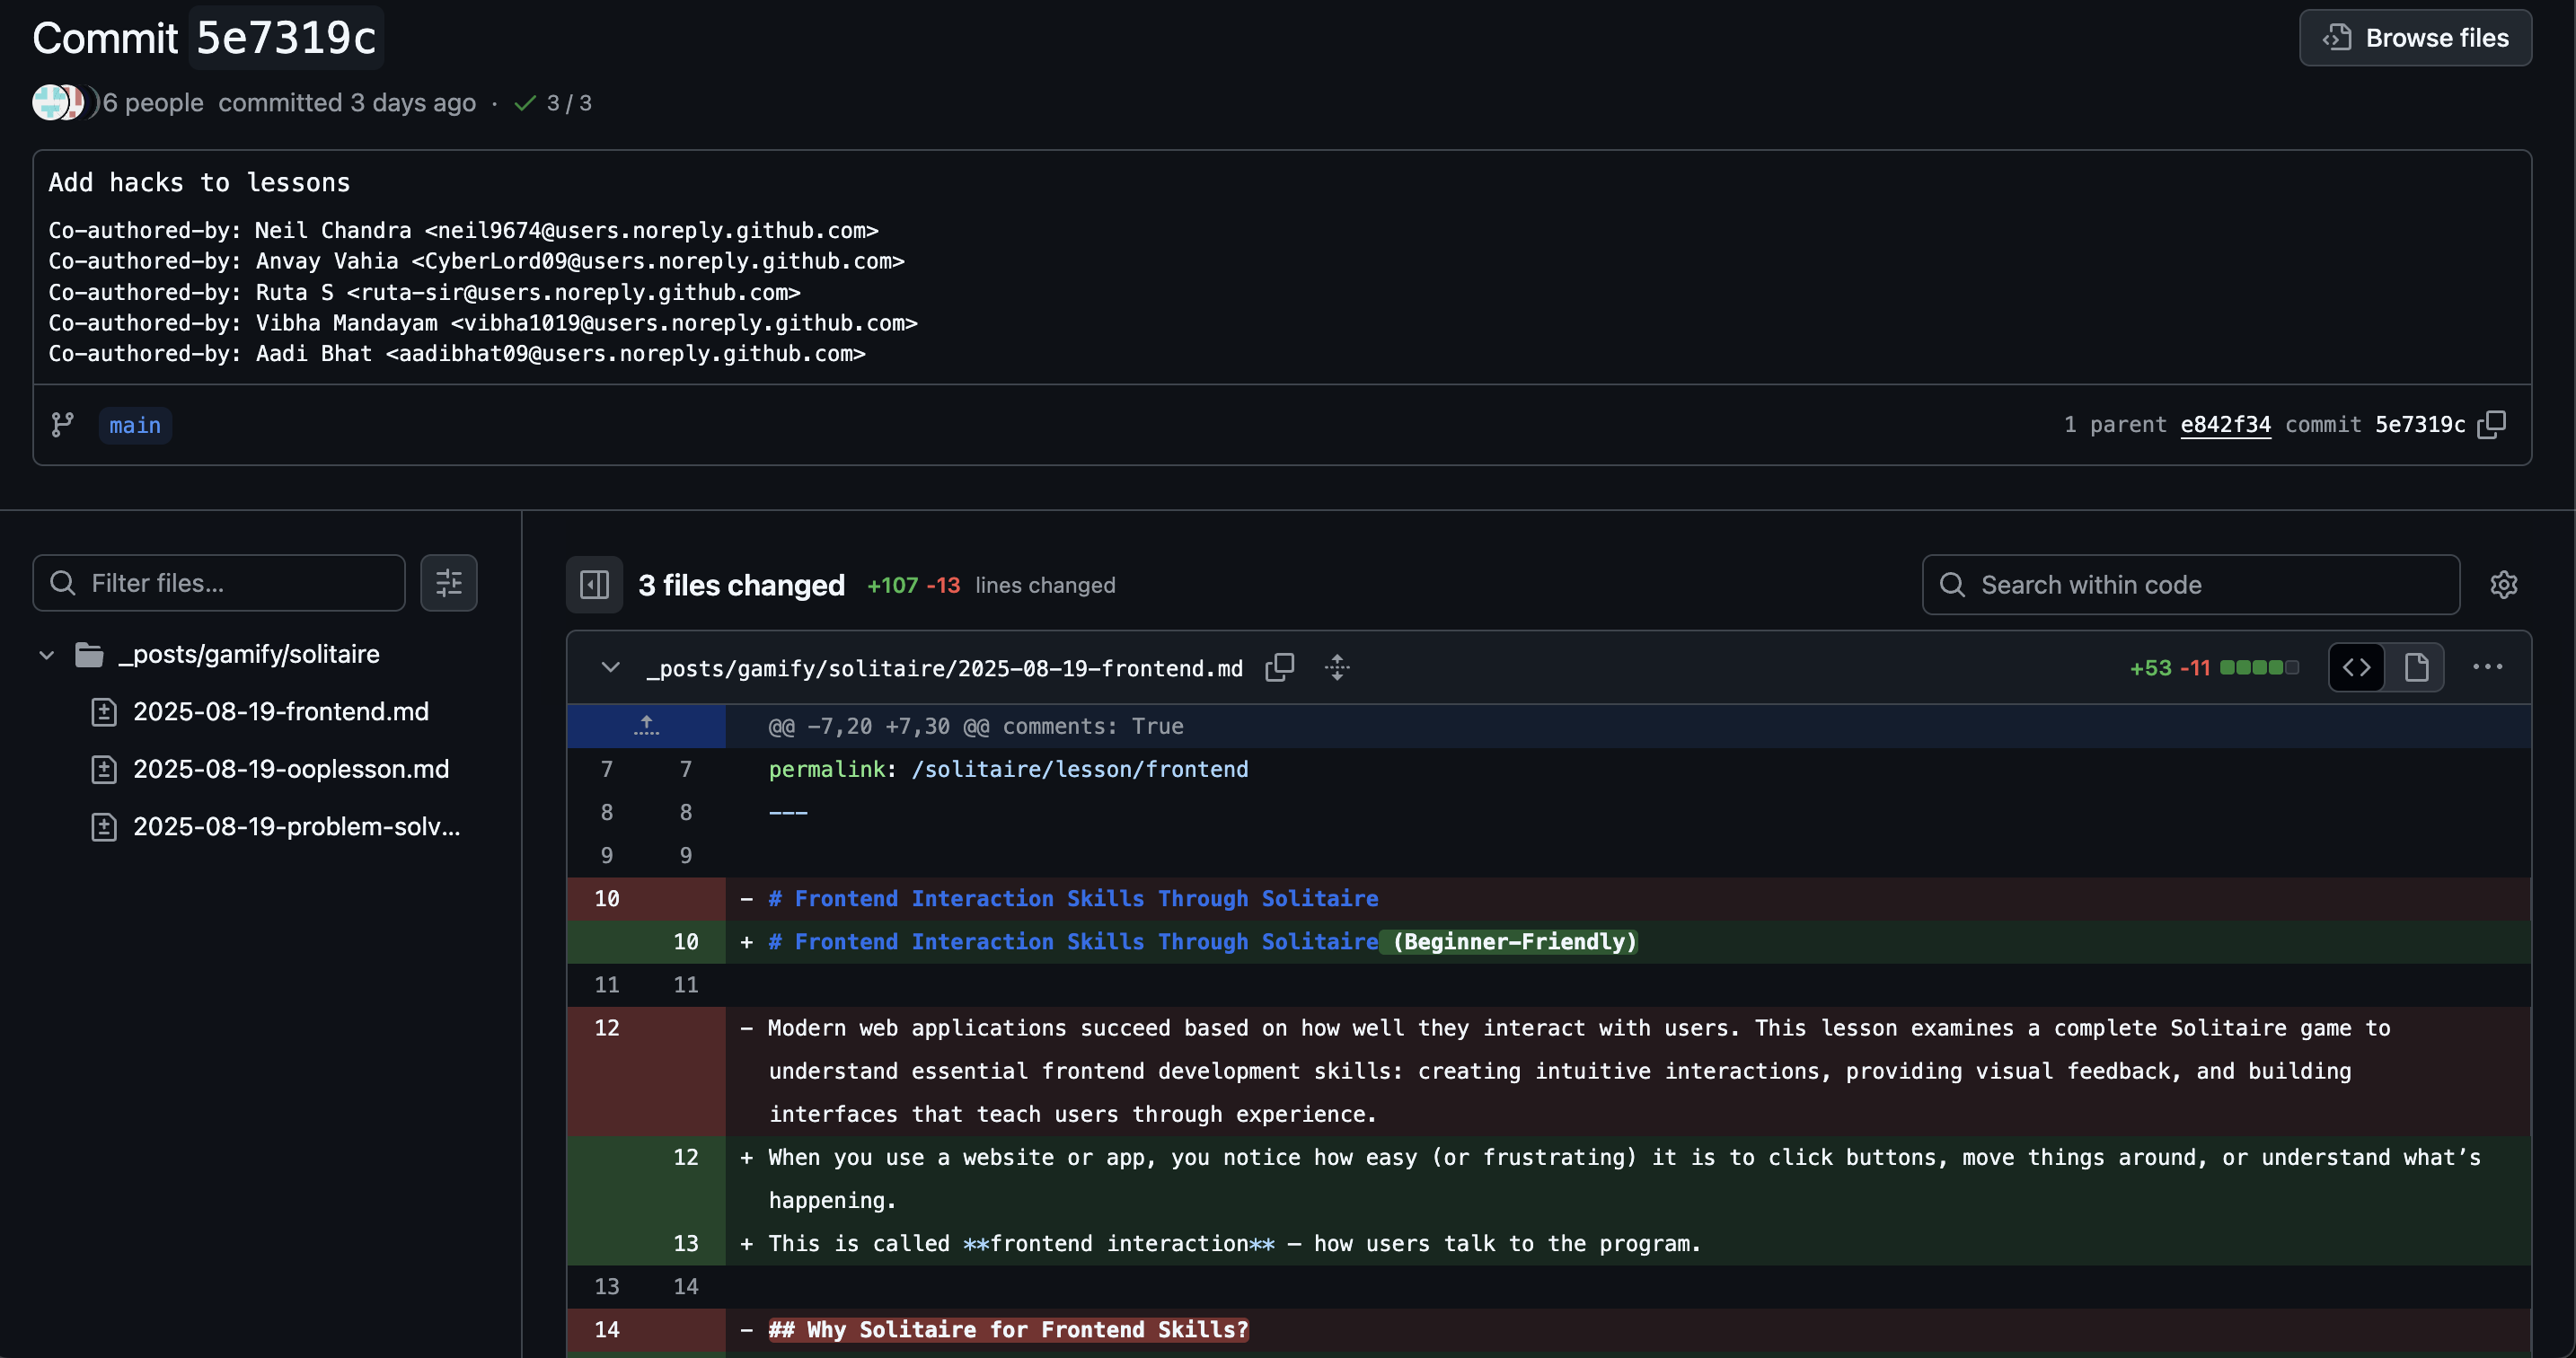 Commit 5e7319c
Browse files
6 people committed 3 days ago · 3 / 3
Add hacks to lessons
Co-authored-by: Neil Chandra <neil9674@users.noreply.github.com>
Co-authored-by: Anvay Vahia <CyberLord09@users.noreply.github.com>
Co-authored-by: Ruta S <ruta-sir@users.noreply.github.com>
Co-authored-by: Vibha Mandayam <vibha1019@users.noreply.github.com>
Co-authored-by: Aadi Bhat <aadibhat09@users.noreply.github.com>
main
1 parent e842f34 commit 5e7319c
Filter files...
_posts/gamify/solitaire
2025-08-19-frontend.md
2025-08-19-ooplesson.md
2025-08-19-problem-solv...
3 files changed +107 -13 lines changed
Search within code
_posts/gamify/solitaire/2025-08-19-frontend.md
+53 -11
@@ -7,20 +7,30 @@ comments: True
7 7 permalink: /solitaire/lesson/frontend
8 8 ---
9 9
10 - # Frontend Interaction Skills Through Solitaire
10 + # Frontend Interaction Skills Through Solitaire (Beginner-Friendly)
11 11
12 - Modern web applications succeed based on how well they interact with users. This lesson examines a complete Solitaire game to
understand essential frontend development skills: creating intuitive interactions, providing visual feedback, and building
interfaces that teach users through experience.
12 + When you use a website or app, you notice how easy (or frustrating) it is to click buttons, move things around, or understand what’s
happening.
13 + This is called **frontend interaction** — how users talk to the program.
13 14
14 - ## Why Solitaire for Frontend Skills?